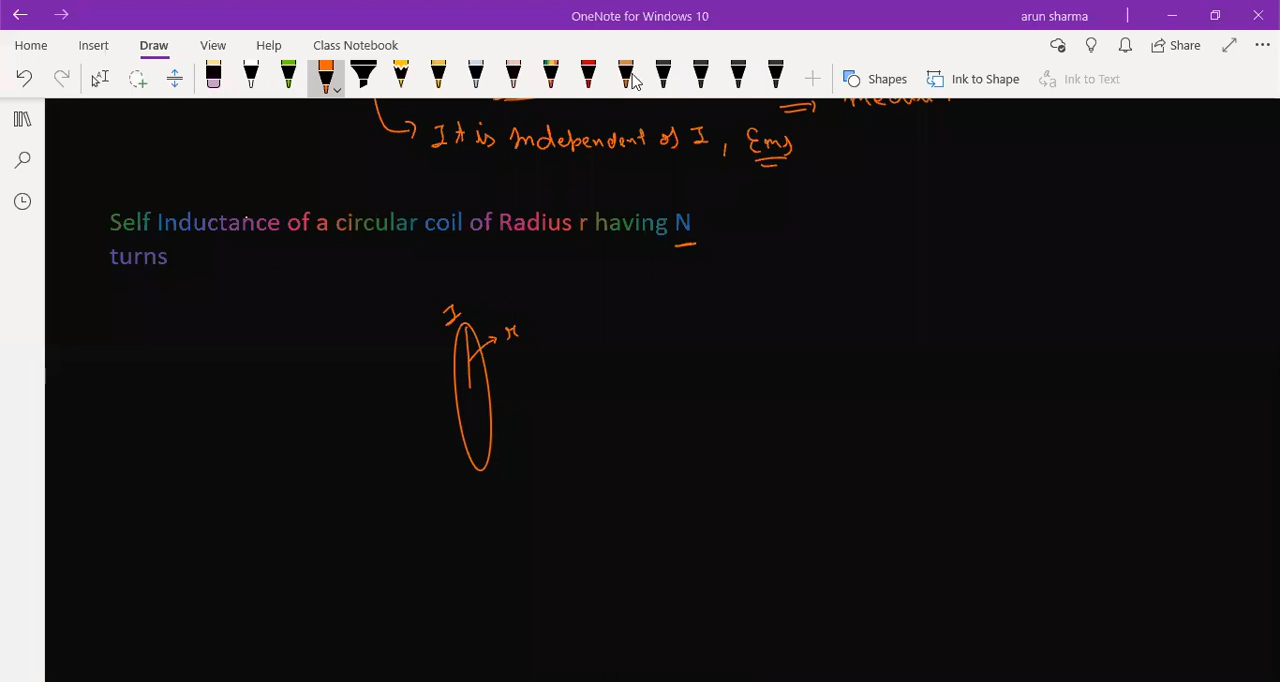 OneNote for Windows 10
arun sharma
Home Insert Draw View Help Class Notebook
Share
Shapes Ink to Shape Ink to Text
It is Independent of I , Emf
Self Inductance of a circular coil of Radius r having N
turns
I
r